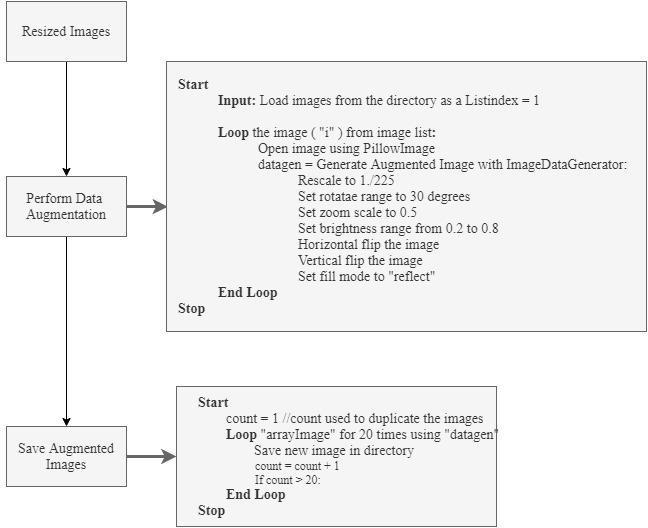 Resized Images
Start
Input: Load images from the directory as a Listindex = 1
Loop the image ( "i" ) from image list:
Open image using PillowImage
datagen = Generate Augmented Image with ImageDataGenerator:
Rescale to 1./225
Set rotatae range to 30 degrees
Set zoom scale to 0.5
Set brightness range from 0.2 to 0.8
Horizontal flip the image
Vertical flip the image
Set fill mode to "reflect"
End Loop
Stop
Perform Data
Augmentation
Start
count = 1 //count used to duplicate the images
Loop "arrayImage" for 20 times using "datagen"
Save new image in directory
count = count + 1
If count > 20:
End Loop
Stop
Save Augmented
Images